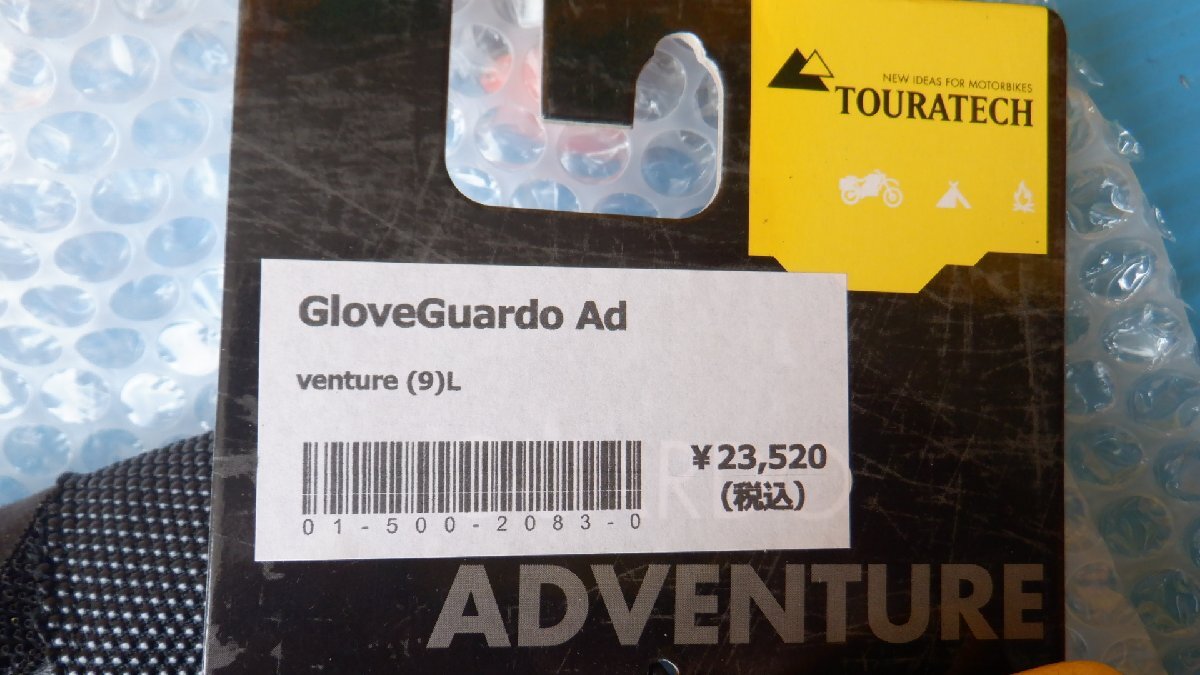 NEW IDEAS FOR MOTORBIKES
TOURATECH
GloveGuardo Ad
venture (9)L
¥23,520
(税込)
01-500-2083-0
ADVENTURE